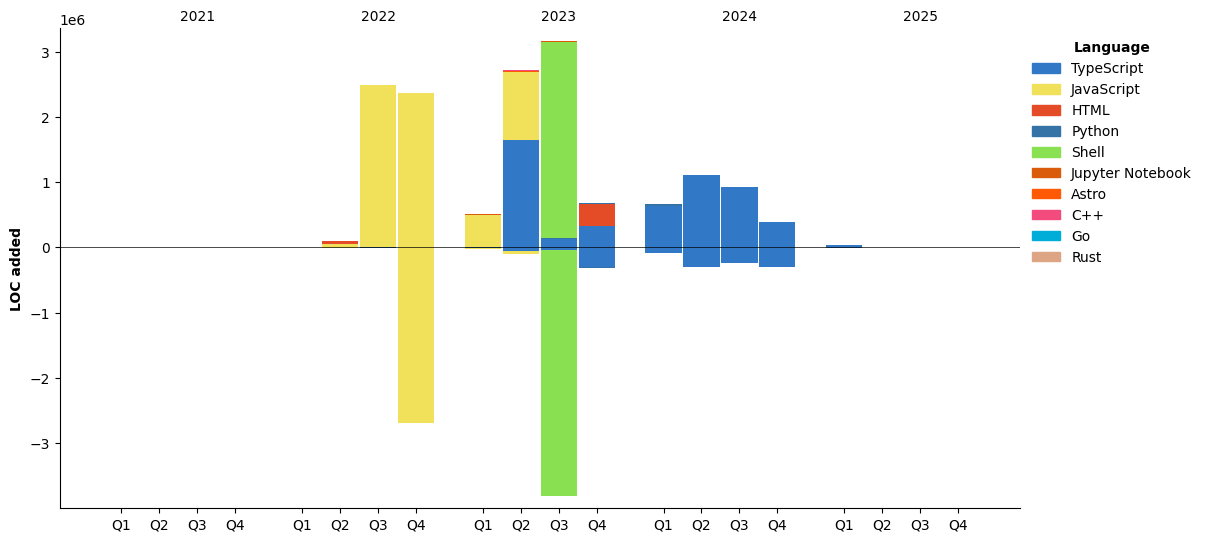 2021 2022 2023 2024 2025
1e6
3
2
1
0
−1
−2
−3
LOC added
Q1 Q2 Q3 Q4 Q1 Q2 Q3 Q4 Q1 Q2 Q3 Q4 Q1 Q2 Q3 Q4 Q1 Q2 Q3 Q4
Language
TypeScript
JavaScript
HTML
Python
Shell
Jupyter Notebook
Astro
C++
Go
Rust